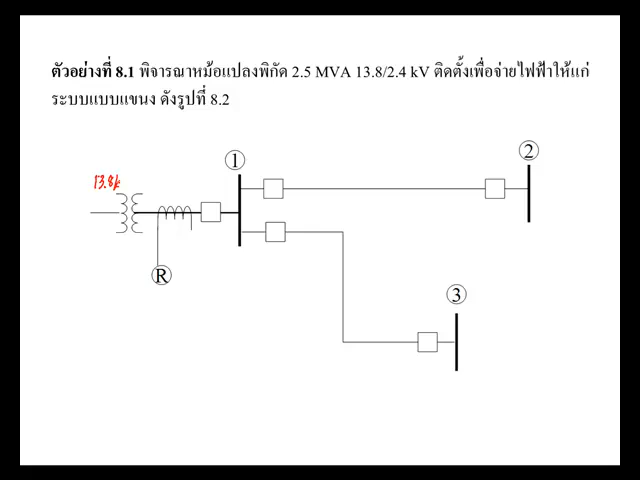 ตัวอย่างที่ 8.1 พิจารณาหม้อแปลงพิกัด 2.5 MVA 13.8/2.4 kV ติดตั้งเพื่อจ่ายไฟฟ้าให้แก่
ระบบแบบแขนง ดังรูปที่ 8.2
1
2
13.8k
R
3